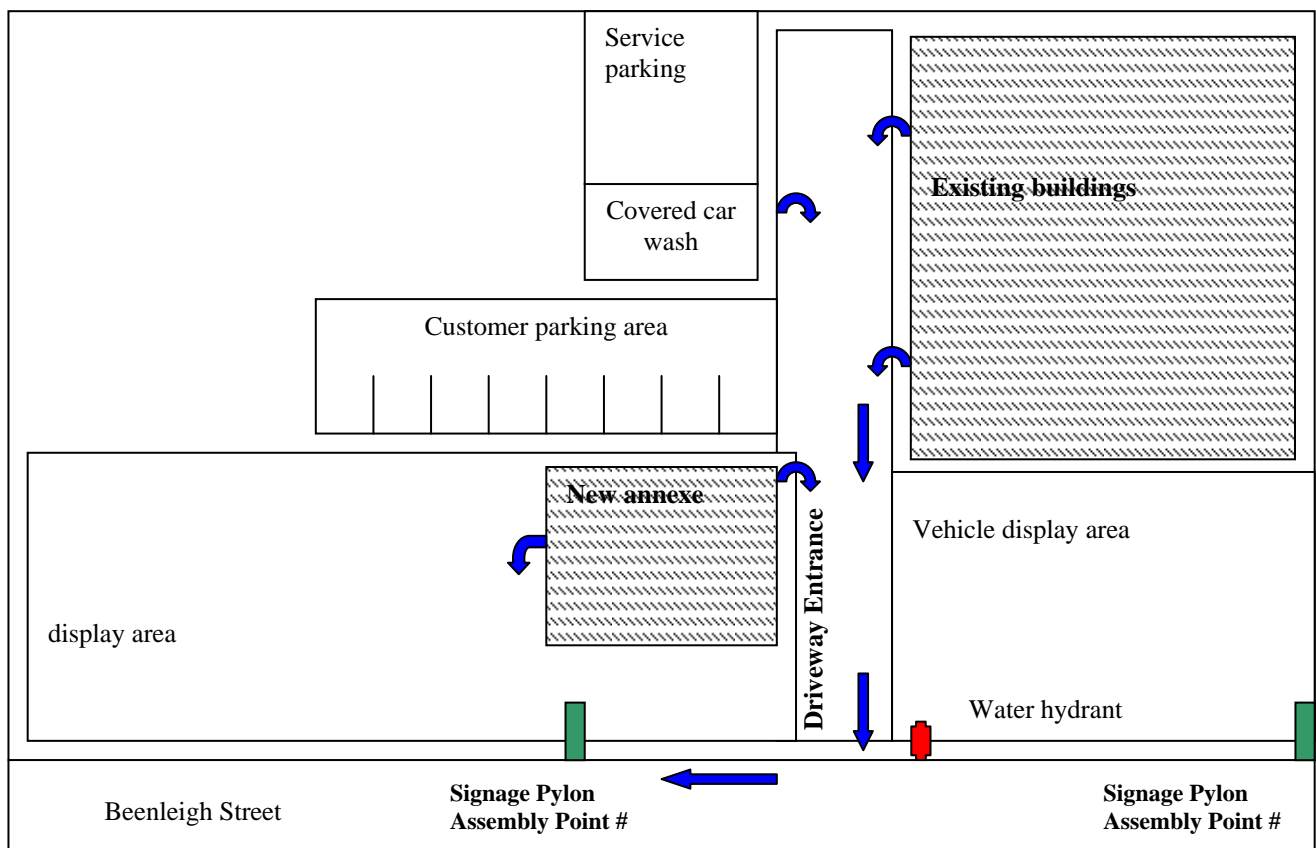 Service
parking
Existing buildings
Covered car
wash
Customer parking area
New annexe
Vehicle display area
Driveway Entrance
display area
Water hydrant
Signage Pylon
Assembly Point #
Signage Pylon
Assembly Point #
Beenleigh Street